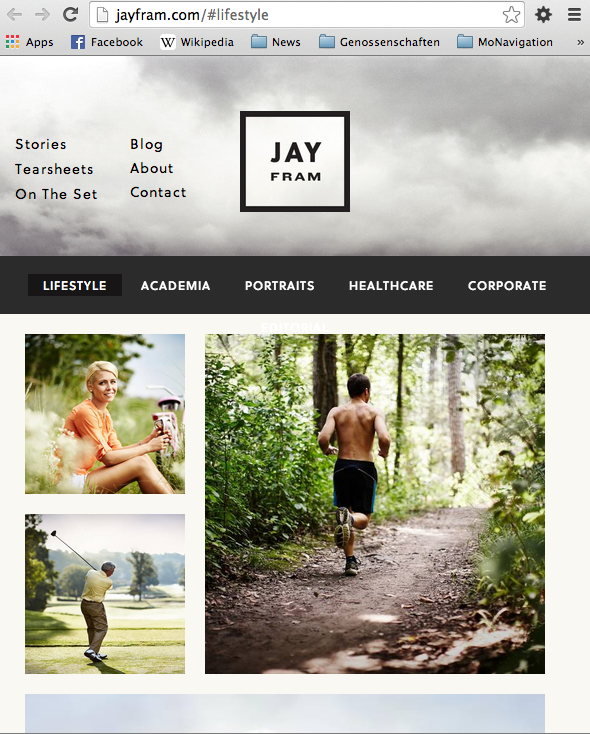 jayfram.com/#lifestyle
Apps Facebook W Wikipedia News Genossenschaften MoNavigation »
Stories
Tearsheets
On The Set
Blog
About
Contact
JAY
FRAM
LIFESTYLE ACADEMIA PORTRAITS HEALTHCARE CORPORATE
EDITORIAL